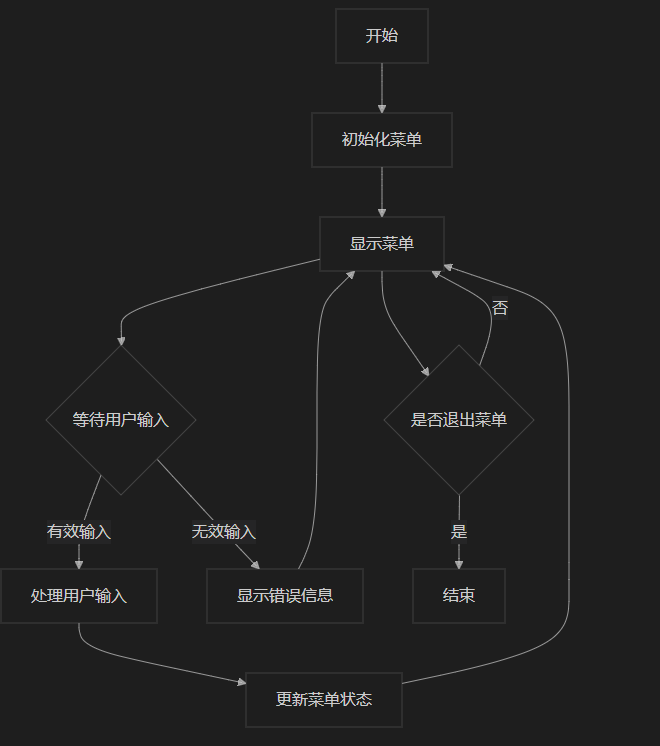 开始
初始化菜单
显示菜单
否
等待用户输入
是否退出菜单
有效输入
无效输入
是
处理用户输入
显示错误信息
结束
更新菜单状态